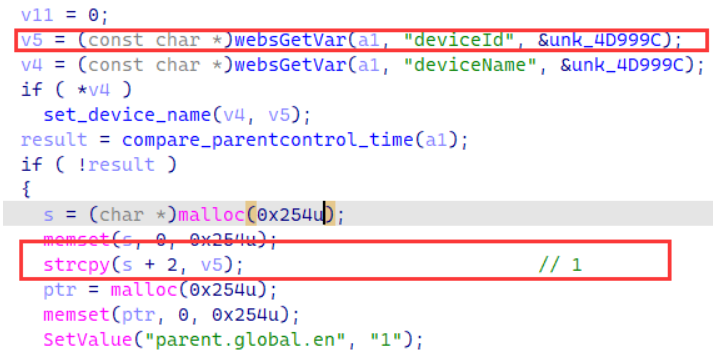 v11 = 0;
v5 = (const char *)websGetVar(a1, "deviceId", &unk_4D999C);
v4 = (const char *)websGetVar(a1, "deviceName", &unk_4D999C);
if ( *v4 )
set_device_name(v4, v5);
result = compare_parentcontrol_time(a1);
if ( !result )
{
s = (char *)malloc(0x254u);
memset(s, 0, 0x254u);
strcpy(s + 2, v5); // 1
ptr = malloc(0x254u);
memset(ptr, 0, 0x254u);
SetValue("parent.global.en", "1");